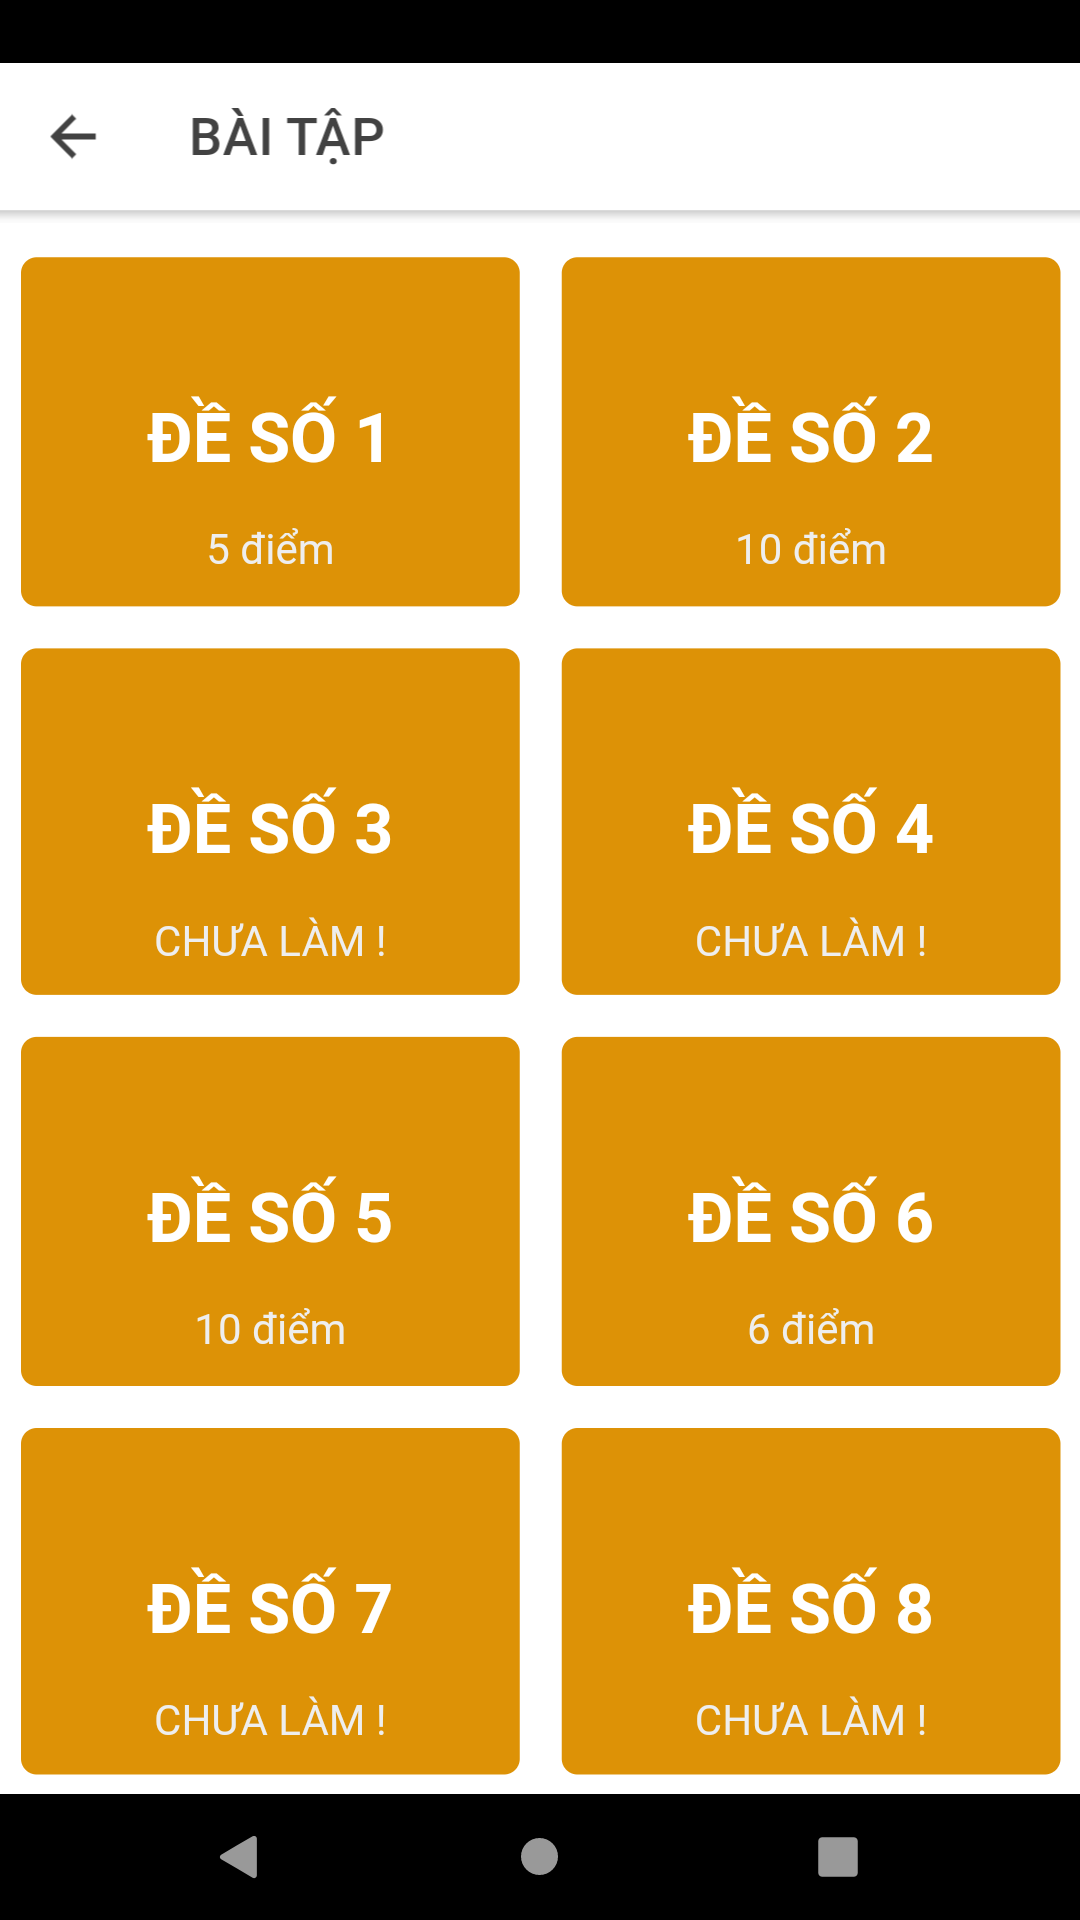 BÀI TẬP
ĐỀ SỐ 1
5 điểm
ĐỀ SỐ 2
10 điểm
ĐỀ SỐ 3
CHƯA LÀM !
ĐỀ SỐ 4
CHƯA LÀM !
ĐỀ SỐ 5
10 điểm
ĐỀ SỐ 6
6 điểm
ĐỀ SỐ 7
CHƯA LÀM !
ĐỀ SỐ 8
CHƯA LÀM !